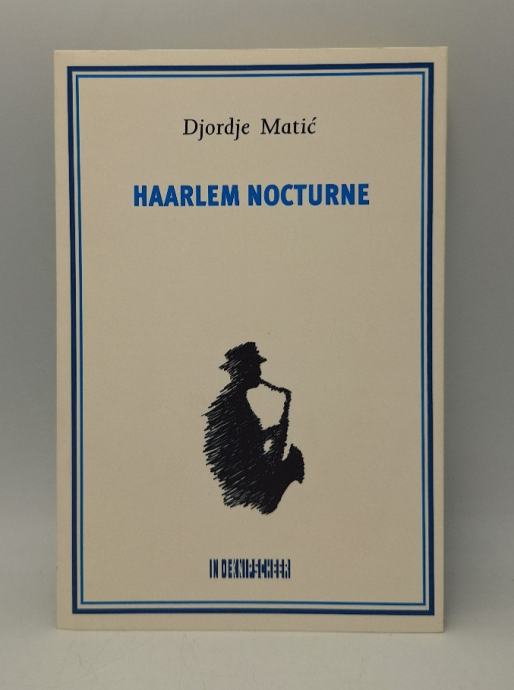 Djordje Matić
HAARLEM NOCTURNE
IN DE KNIPSCHEER